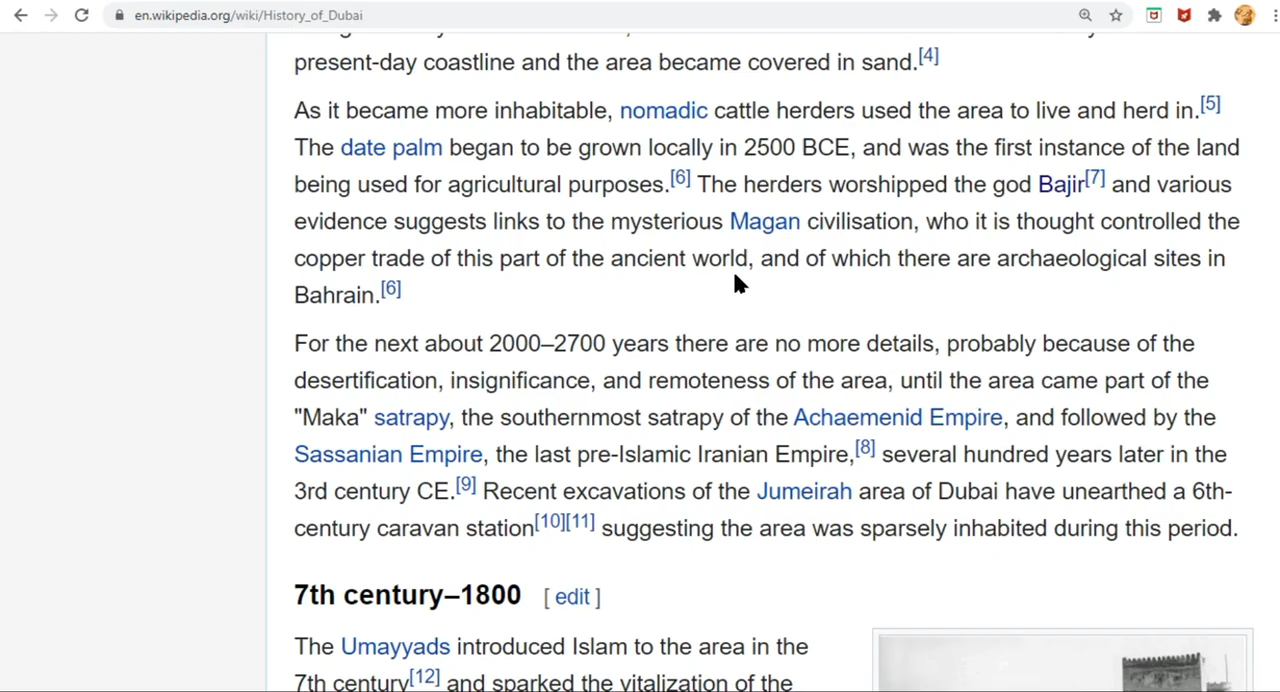 en.wikipedia.org/wiki/History_of_Dubai
present-day coastline and the area became covered in sand.[4]
As it became more inhabitable, nomadic cattle herders used the area to live and herd in.[5]
The date palm began to be grown locally in 2500 BCE, and was the first instance of the land
being used for agricultural purposes.[6] The herders worshipped the god Bajir[7] and various
evidence suggests links to the mysterious Magan civilisation, who it is thought controlled the
copper trade of this part of the ancient world, and of which there are archaeological sites in
Bahrain.[6]
For the next about 2000–2700 years there are no more details, probably because of the
desertification, insignificance, and remoteness of the area, until the area came part of the
"Maka" satrapy, the southernmost satrapy of the Achaemenid Empire, and followed by the
Sassanian Empire, the last pre-Islamic Iranian Empire,[8] several hundred years later in the
3rd century CE.[9] Recent excavations of the Jumeirah area of Dubai have unearthed a 6th-
century caravan station[10][11] suggesting the area was sparsely inhabited during this period.
7th century–1800 [ edit ]
The Umayyads introduced Islam to the area in the
7th century[12] and sparked the vitalization of the